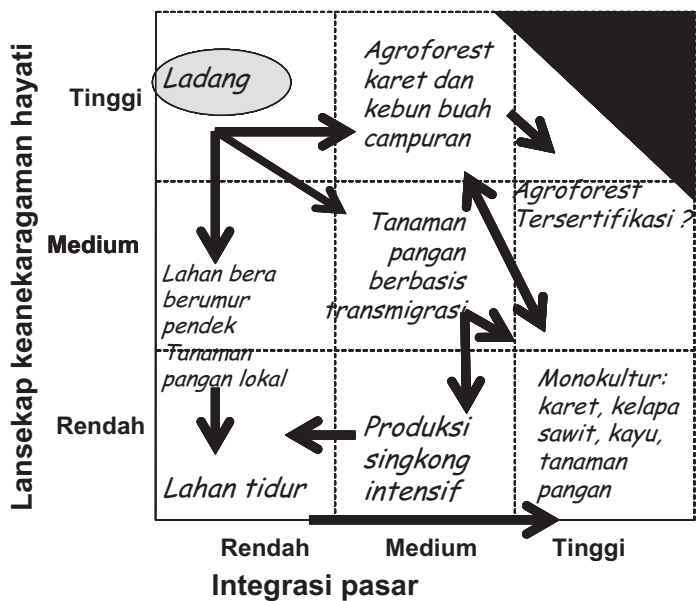 Lansekap keanekaragaman hayati
Tinggi
Medium
Rendah
Ladang
Agroforest
karet dan
kebun buah
campuran
Agroforest
Tersertifikasi ?
Tanaman
pangan
berbasis
transmigrasi
Lahan bera
berumur
pendek
Tanaman
pangan lokal
Lahan tidur
Produksi
singkong
intensif
Monokultur:
karet, kelapa
sawit, kayu,
tanaman
pangan
Rendah
Medium
Tinggi
Integrasi pasar